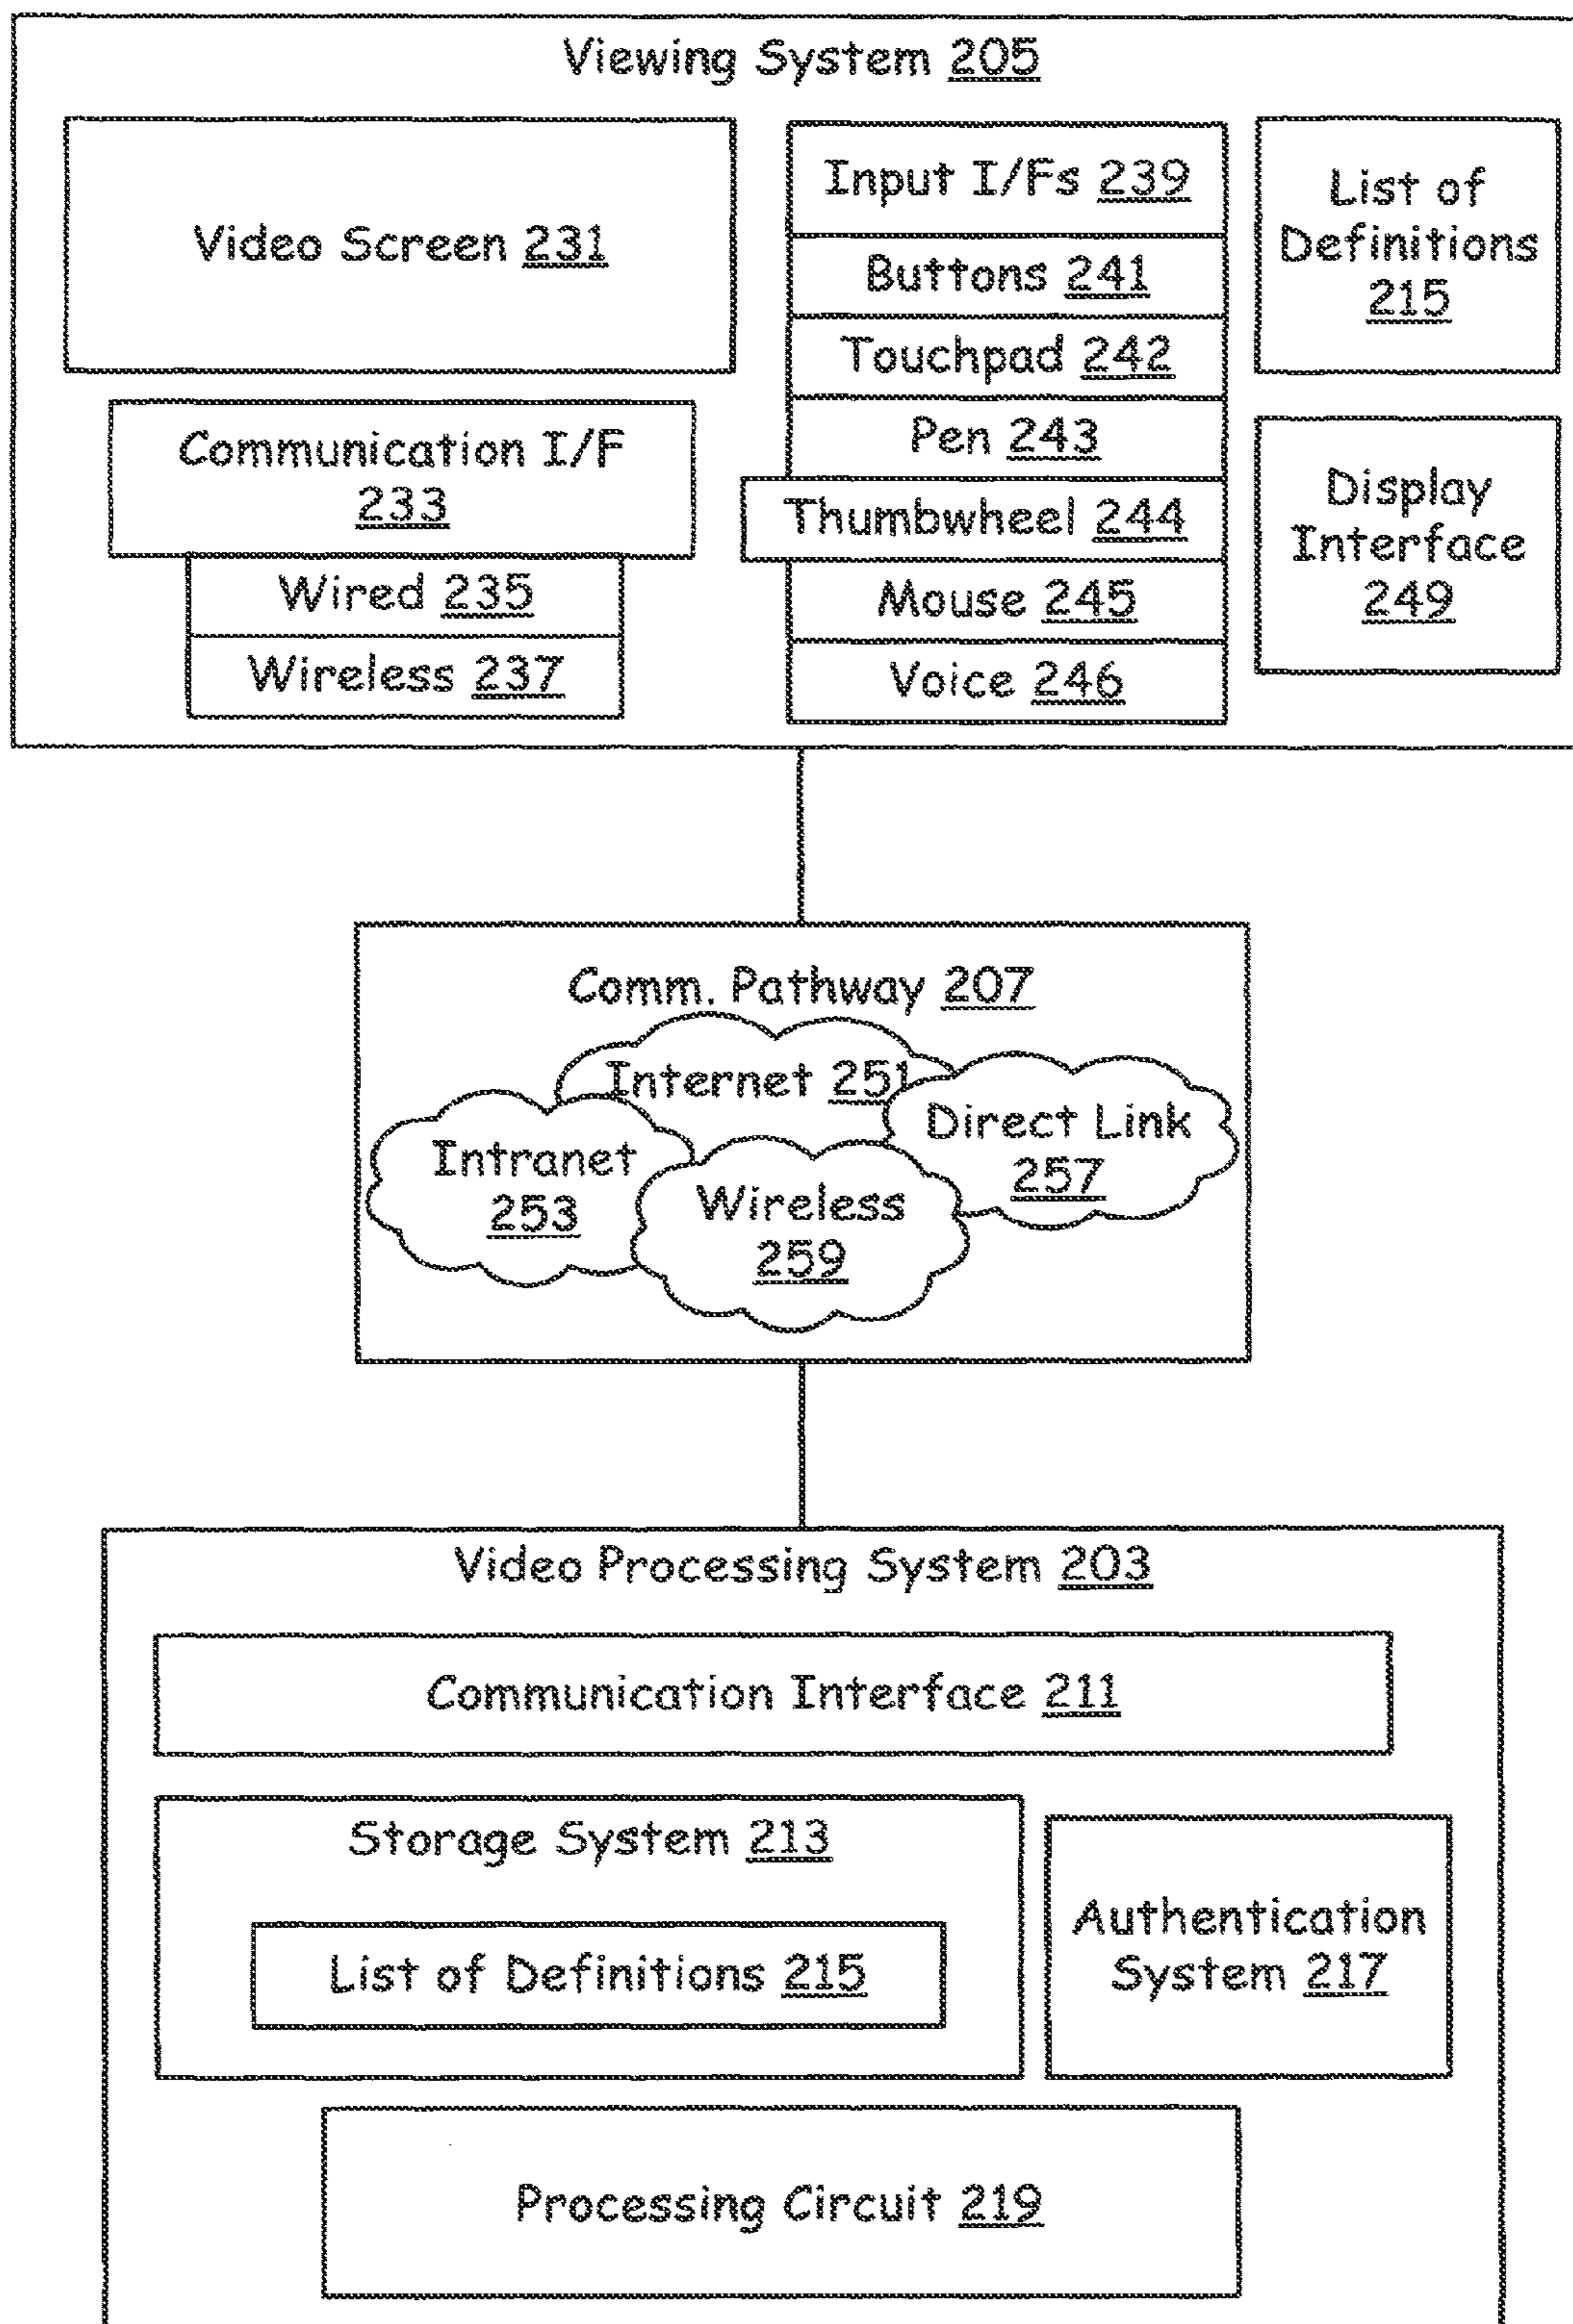 Viewing System 205
Video Screen 231
Communication I/F
233
Wired 235
Wireless 237
Input I/Fs 239
Buttons 241
Touchpad 242
Pen 243
Thumbwheel 244
Mouse 245
Voice 246
List of
Definitions
215
Display
Interface
249
Comm. Pathway 207
Internet 251
Intranet
253
Wireless
259
Direct Link
257
Video Processing System 203
Communication Interface 211
Storage System 213
List of Definitions 215
Authentication
System 217
Processing Circuit 219